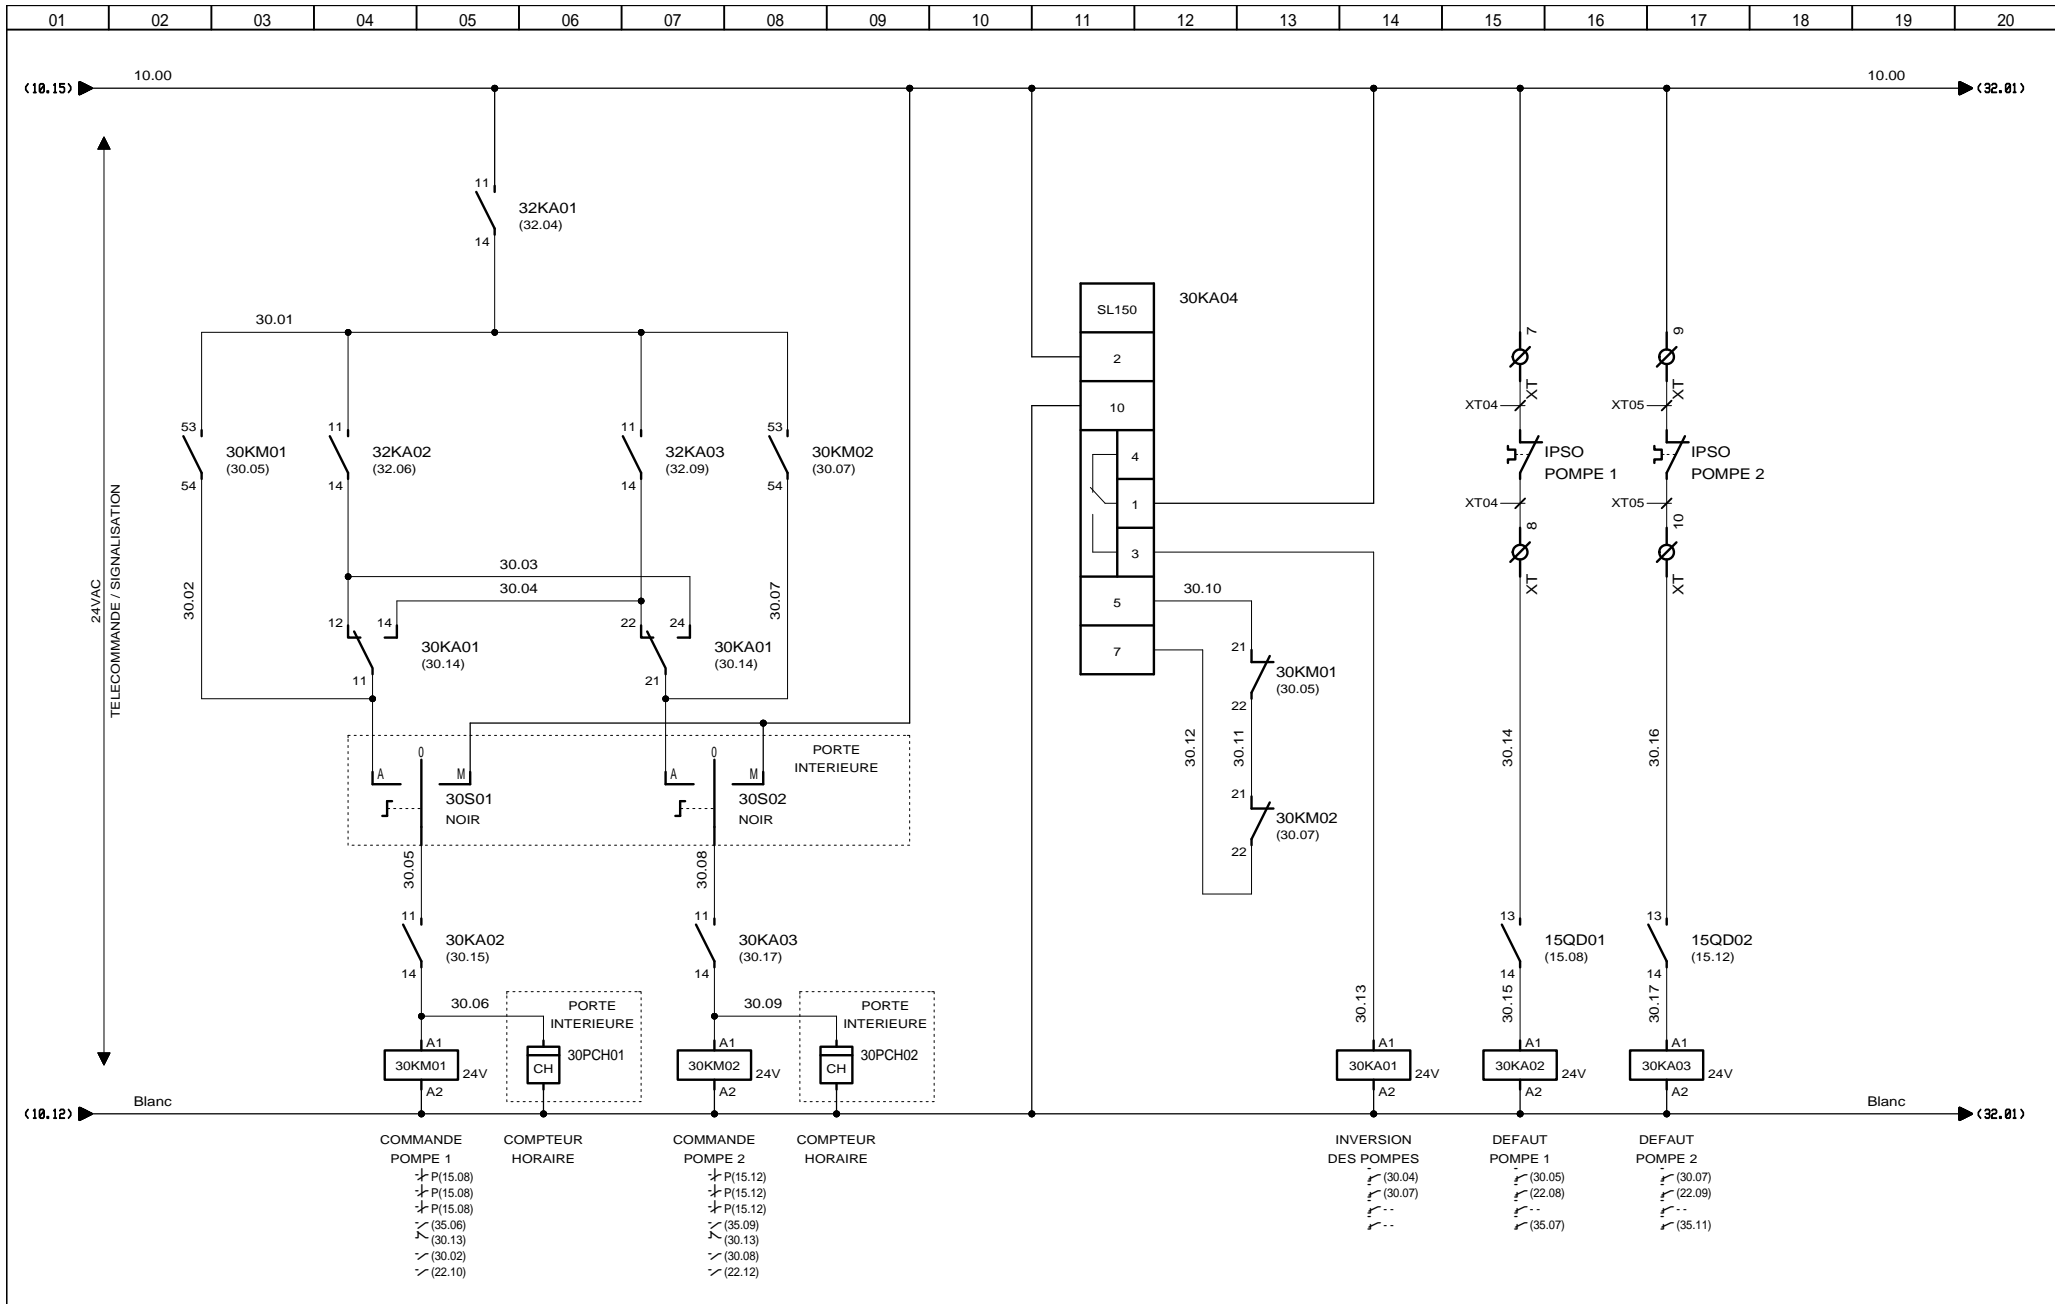 01 02 03 04 05 06 07 08 09 10 11 12 13 14 15 16 17 18 19 20
10.00 10.00
(10.15) (32.01)
11
32KA01
(32.04)
14
30KA04
SL150
30.01
2
7 9
XT XT
10
XT04 XT05
53 11 11 53
30KM01 32KA02 32KA03 30KM02
(30.05) (32.06) (32.09) (30.07)
54 14 14 54
4
IPSO IPSO
POMPE 1 POMPE 2
1
XT04 XT05
8 10
3
XT XT
24VAC
TELECOMMANDE / SIGNALISATION
30.03
30.04
30.02 30.07
5
30.10
12 14 22 24
30KA01 30KA01
(30.14) (30.14)
11 21
7
21
30KM01
(30.05)
22
30.12 30.11 30.14 30.16
PORTE
INTERIEURE
0 0
A M A M
30S01 30S02
NOIR NOIR
21
30KM02
(30.07)
22
30.05 30.08
11 11 13 13
30KA02 30KA03 15QD01 15QD02
(30.15) (30.17) (15.08) (15.12)
14 14 14 14
30.06 30.09
PORTE PORTE
INTERIEURE INTERIEURE
30.13 30.15 30.17
A1 A1 A1 A1 A1
30PCH01 30PCH02
30KM01 CH 30KM02 CH 30KA01 30KA02 30KA03
24V 24V 24V 24V 24V
A2 A2 A2 A2 A2
Blanc Blanc
(10.12) (32.01)
COMMANDE COMPTEUR COMMANDE COMPTEUR INVERSION DEFAUT DEFAUT
POMPE 1 HORAIRE POMPE 2 HORAIRE DES POMPES POMPE 1 POMPE 2
P(15.08) P(15.12) (30.04) (30.05) (30.07)
P(15.08) P(15.12) (30.07) (22.08) (22.09)
P(15.08) P(15.12) -- -- --
(35.06) (35.09) -- (35.07) (35.11)
(30.13) (30.13)
(30.02) (30.08)
(22.10) (22.12)